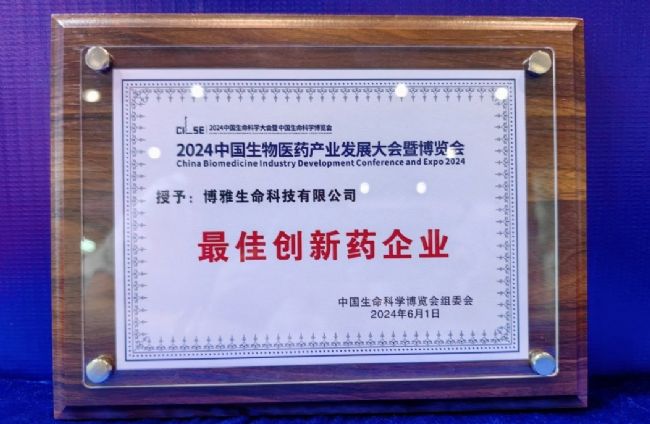 CILSE 2024中国生命科学大会暨中国生命科学博览会
2024中国生物医药产业发展大会暨博览会
China Biomedicine Industry Development Conference and Expo 2024
授予：博雅生命科技有限公司
最佳创新药企业
中国生命科学博览会组委会
2024年6月1日